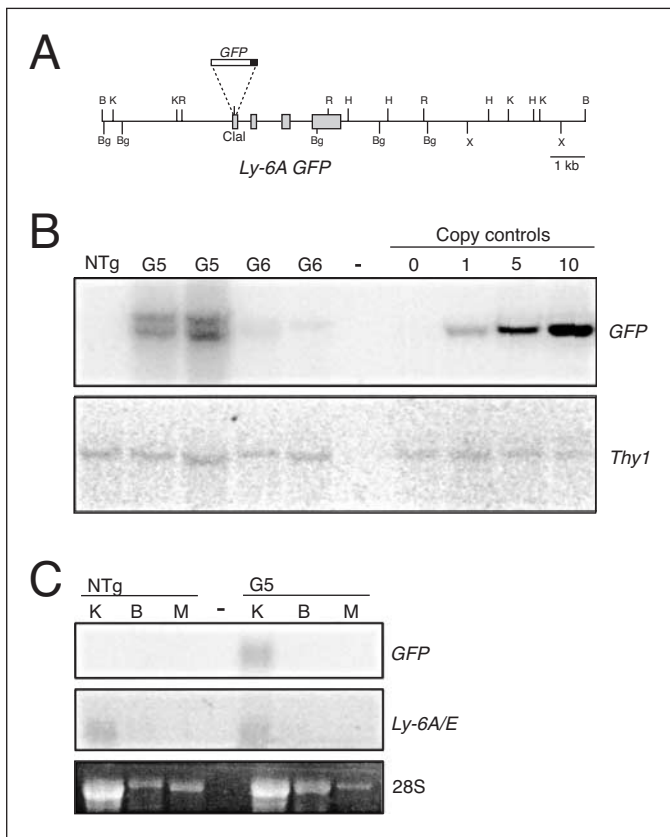 A
GFP
B K KR R H H R H K H K B
Bg Bg ClaI Bg Bg Bg X X
Ly-6A GFP
1 kb
B
Copy controls
NTg G5 G5 G6 G6 - 0 1 5 10
GFP
Thy1
C
NTg G5
K B M - K B M
GFP
Ly-6A/E
28S